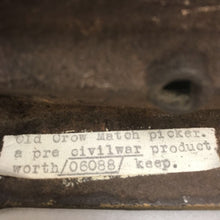 Old Crow Match picker.
a pre civilwar product
worth/06088/ keep.